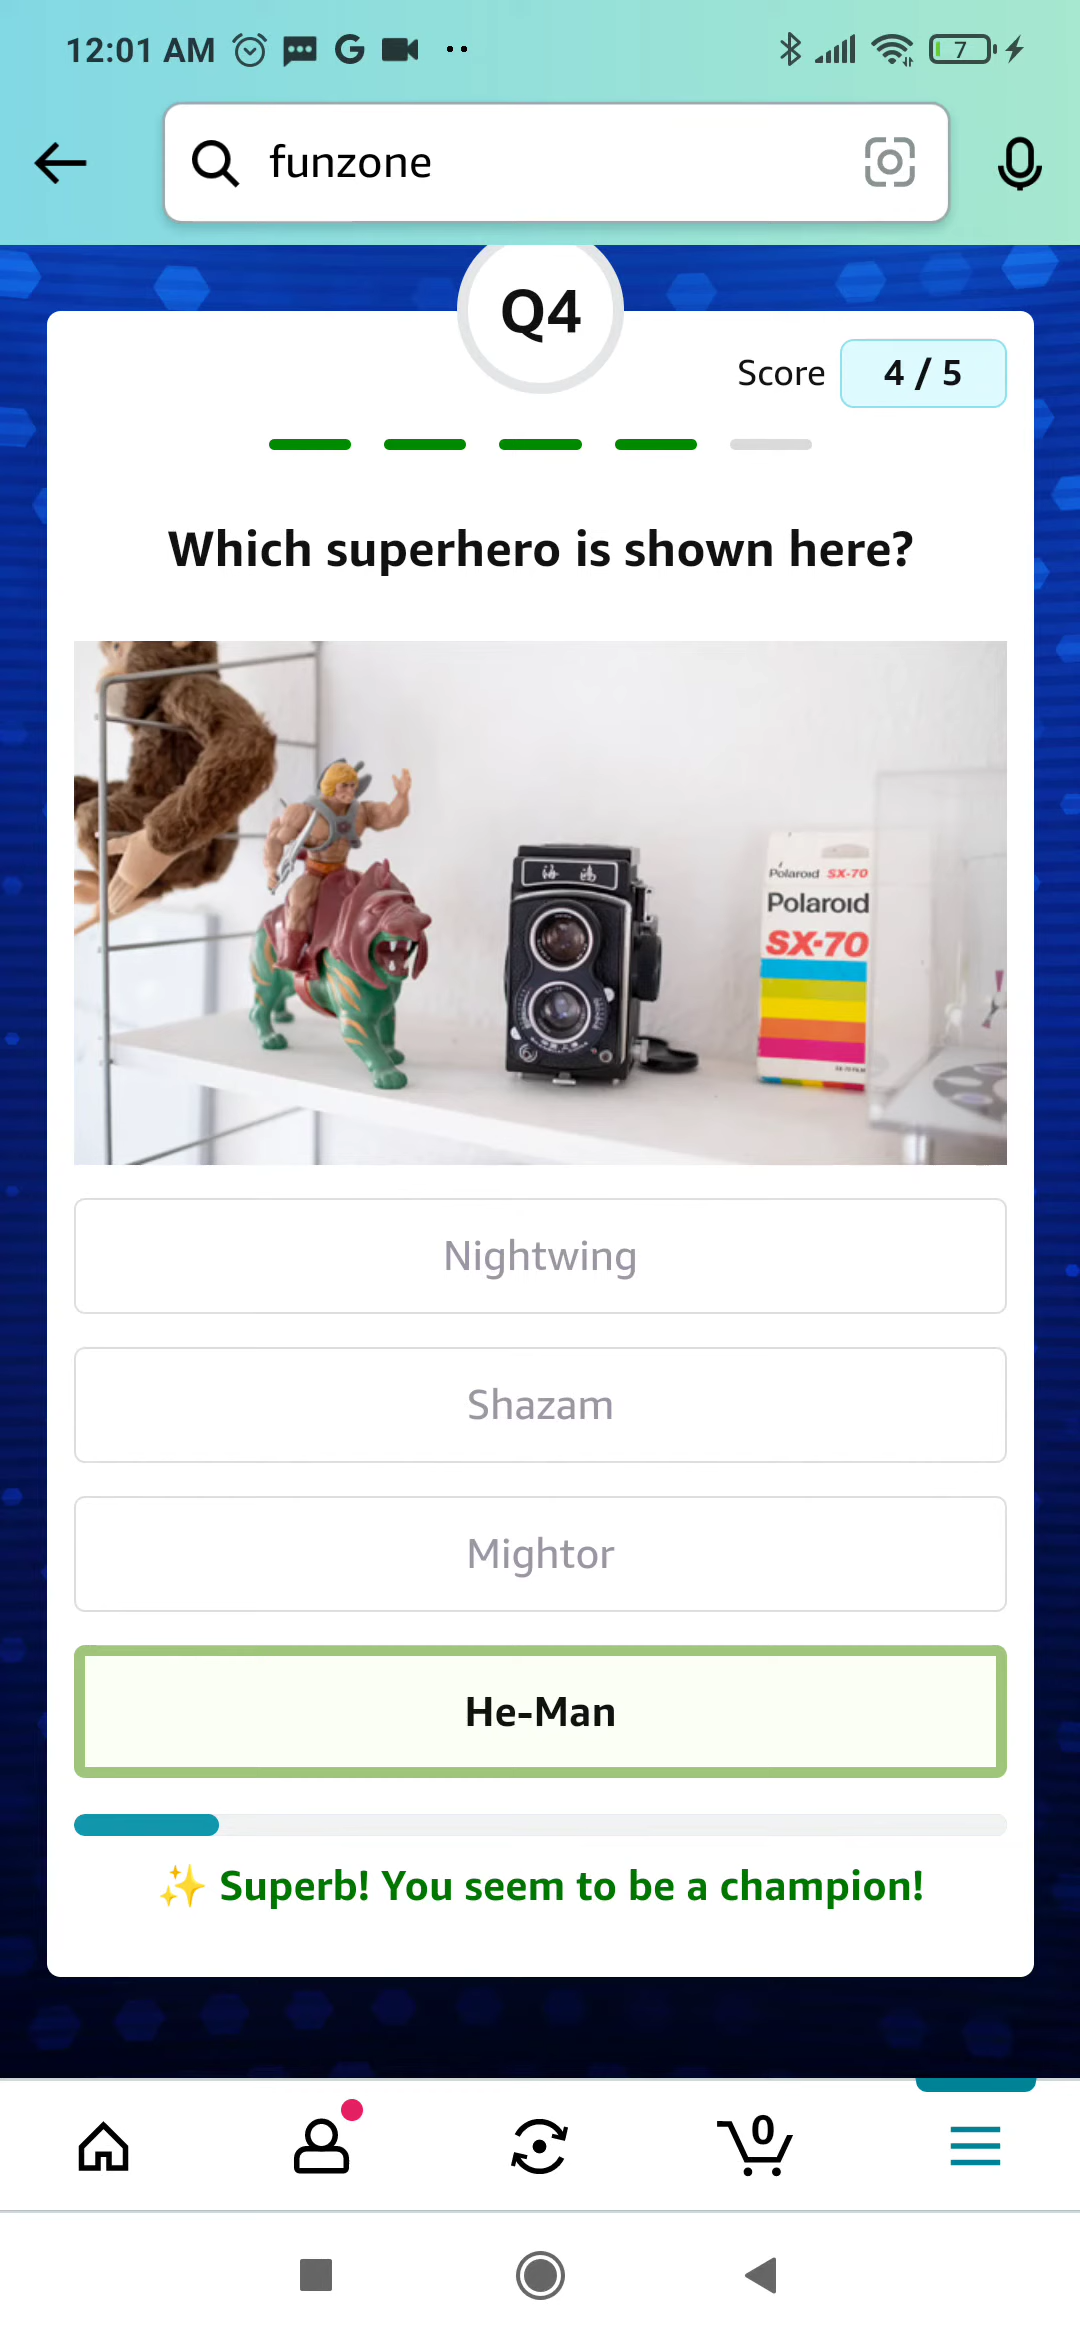 12:01 AM
7
funzone
Q4
Score 4 / 5
Which superhero is shown here?
Polaroid SX-70
Polaroid
SX-70
Nightwing
Shazam
Mightor
He-Man
✨ Superb! You seem to be a champion!
0